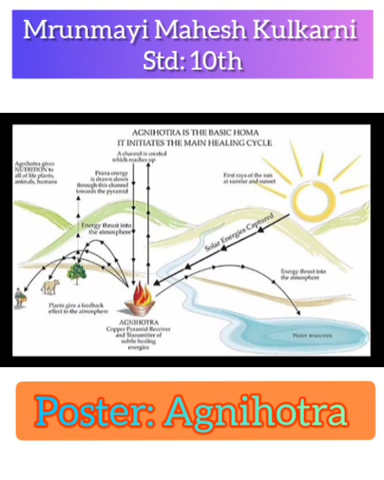 Mrunmayi Mahesh Kulkarni
Std: 10th
AGNIHOTRA IS THE BASIC HOMA
IT INITIATES THE MAIN HEALING CYCLE
A channel is created
which reaches up
Agnihotra gives
NUTRITION to
all of life plants,
animals, humans
Prana energy
is drawn down
through this channel
towards the pyramid
First rays of the sun
at sunrise and sunset
Energy thrust into
the atmosphere
Solar Energies Captured
Energy thrust into
the atmosphere
Plants give a feedback
effect to the atmosphere
AGNIHOTRA
Copper Pyramid Receiver
and Transmitter of
subtle healing
energies
Water resources
Poster: Agnihotra